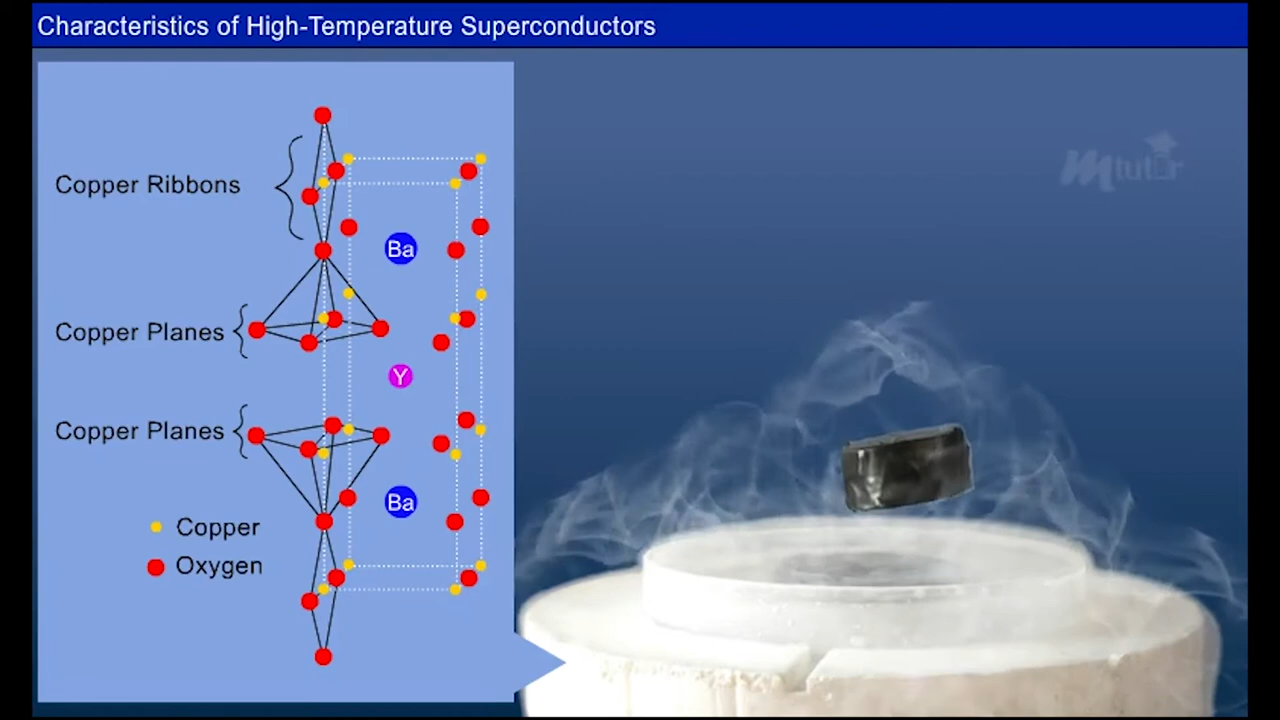 Characteristics of High-Temperature Superconductors
Mtutor
Copper Ribbons
Ba
Copper Planes
Y
Copper Planes
Ba
Copper
Oxygen